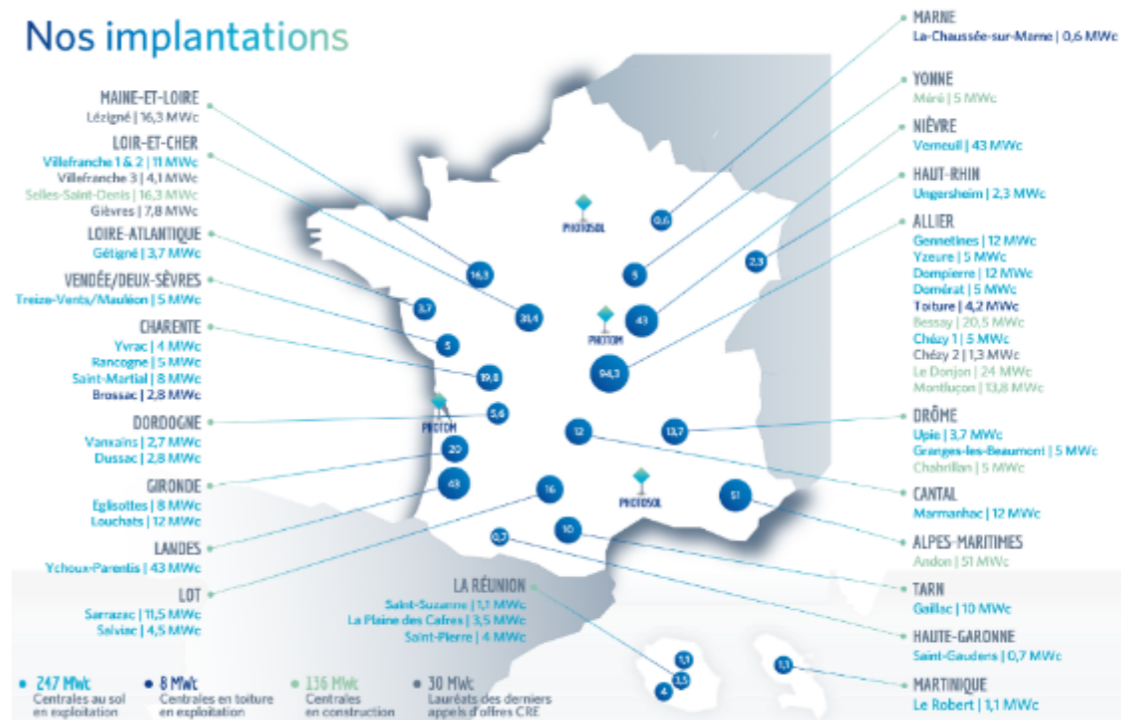 Nos implantations
MAINE-ET-LOIRE
Lézigné | 16,3 MWc
LOIR-ET-CHER
Villefranche 1 & 2 | 11 MWc
Villefranche 3 | 4,1 MWc
Selles-Saint-Denis | 16,3 MWc
Gièvres | 7,8 MWc
LOIRE-ATLANTIQUE
Gétigné | 3,7 MWc
VENDÉE/DEUX-SÈVRES
Treize-Vents/Mauléon | 5 MWc
CHARENTE
Yvrac | 4 MWc
Rancogne | 5 MWc
Saint-Martial | 8 MWc
Brossac | 2,8 MWc
DORDOGNE
Vanxains | 2,7 MWc
Dussac | 2,8 MWc
GIRONDE
Eglisottes | 8 MWc
Louchats | 12 MWc
LANDES
Ychoux-Parentis | 43 MWc
LOT
Sarrazac | 11,5 MWc
Salviac | 4,5 MWc
LA RÉUNION
Saint-Suzanne | 1,1 MWc
La Plaine des Cafres | 3,5 MWc
Saint-Pierre | 4 MWc
MARNE
La-Chaussée-sur-Marne | 0,6 MWc
YONNE
Méré | 5 MWc
NIÈVRE
Verneuil | 43 MWc
HAUT-RHIN
Ungersheim | 2,3 MWc
ALLIER
Gennetines | 12 MWc
Yzeure | 5 MWc
Dompierre | 12 MWc
Domérat | 5 MWc
Toiture | 4,2 MWc
Bessay | 20,5 MWc
Chézy 1 | 5 MWc
Chézy 2 | 1,3 MWc
Le Donjon | 24 MWc
Montluçon | 13,8 MWc
DRÔME
Upie | 3,7 MWc
Granges-les-Beaumont | 5 MWc
Chabrillan | 5 MWc
CANTAL
Marmanhac | 12 MWc
ALPES-MARITIMES
Andon | 51 MWc
TARN
Gaillac | 10 MWc
HAUTE-GARONNE
Saint-Gaudens | 0,7 MWc
MARTINIQUE
Le Robert | 1,1 MWc
PHOTOSOL
0,6
16,3
5
2,3
3,7
31,4
PHOTOM
43
5
19,8
94,3
PHOTOM
5,6
12
13,7
20
43
16
PHOTOSOL
51
0,7
10
1,1
3,5
4
1,1
247 MWc
Centrales au sol
en exploitation
8 MWc
Centrales en toiture
en exploitation
136 MWc
Centrales
en construction
30 MWc
Lauréats des derniers
appels d'offres CRE